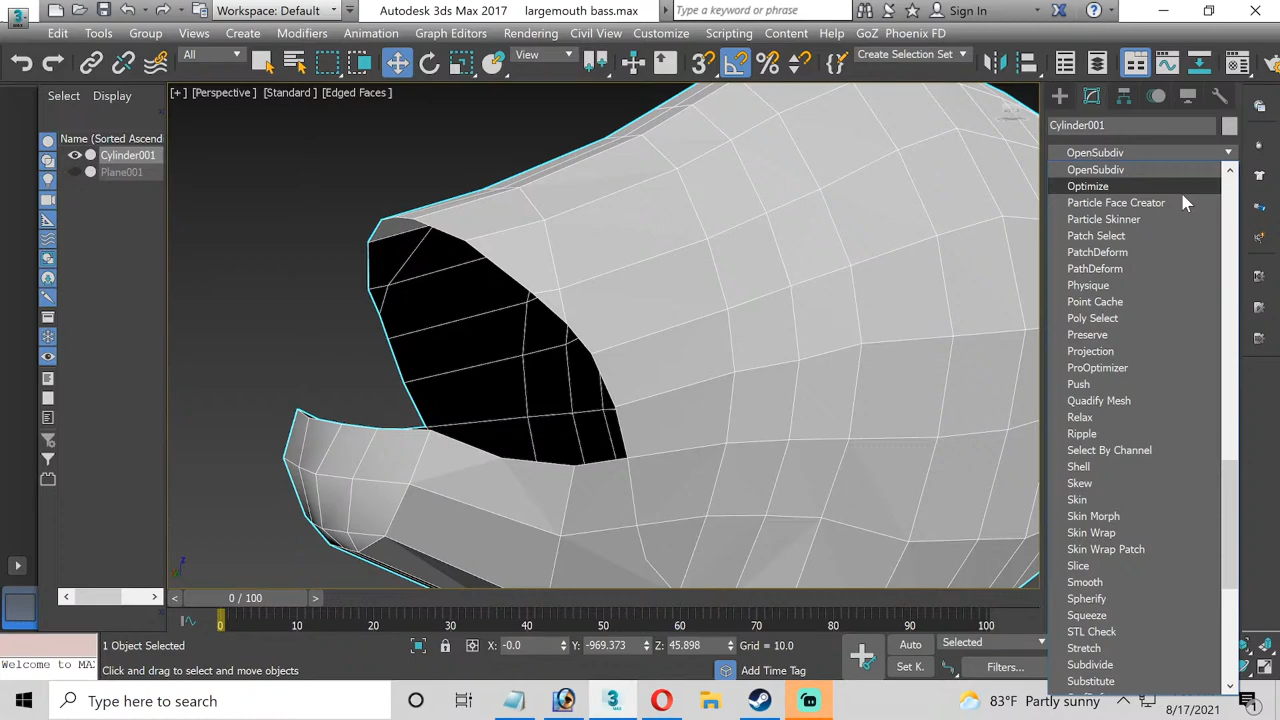 Workspace: Default
Autodesk 3ds Max 2017
largemouth bass.max
Type a keyword or phrase
Sign In
Edit Tools Group Views Create Modifiers Animation Graph Editors Civil View Customize Scripting Content Help GoZ Phoenix FD
All
View
Create Selection Set
Select Display
[+] [Perspective] [Standard] [Edged Faces]
Name (Sorted Ascen
Cylinder001
Plane001
Cylinder001
OpenSubdiv
OpenSubdiv
Optimize
Particle Face Creator
Particle Skinner
Patch Select
PatchDeform
PathDeform
Physique
Point Cache
Poly Select
Preserve
Projection
ProOptimizer
Push
Quadify Mesh
Relax
Ripple
Select By Channel
Shell
Skew
Skin
Skin Morph
Skin Wrap
Skin Wrap Patch
Slice
Smooth
Spherify
Squeeze
STL Check
Stretch
Subdivide
Substitute
z
0 / 100
0 10 20 30 40 50 60 70 80 90 100
1 Object Selected
X: -0.0
Y: -969.373
Z: 45.898
Grid = 10.0
Auto
Selected
Welcome to MA
Click and drag to select and move objects
Add Time Tag
Set K.
Filters...
Type here to search
83°F Partly sunny
7:02 PM
8/17/2021